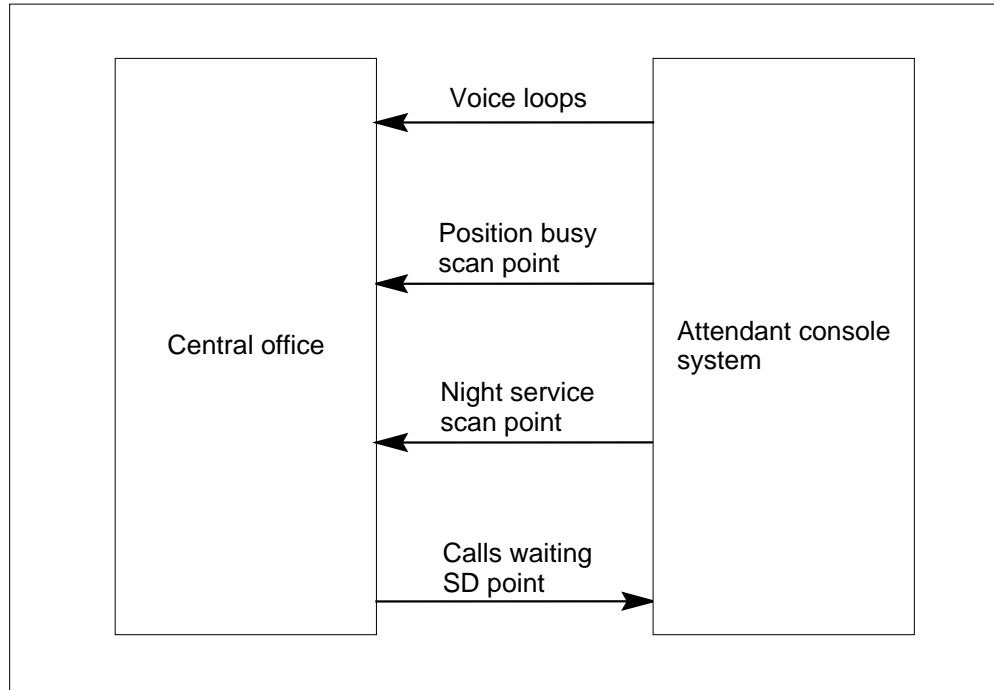 Voice loops
Position busy
scan point
Central office
Attendant console
system
Night service
scan point
Calls waiting
SD point